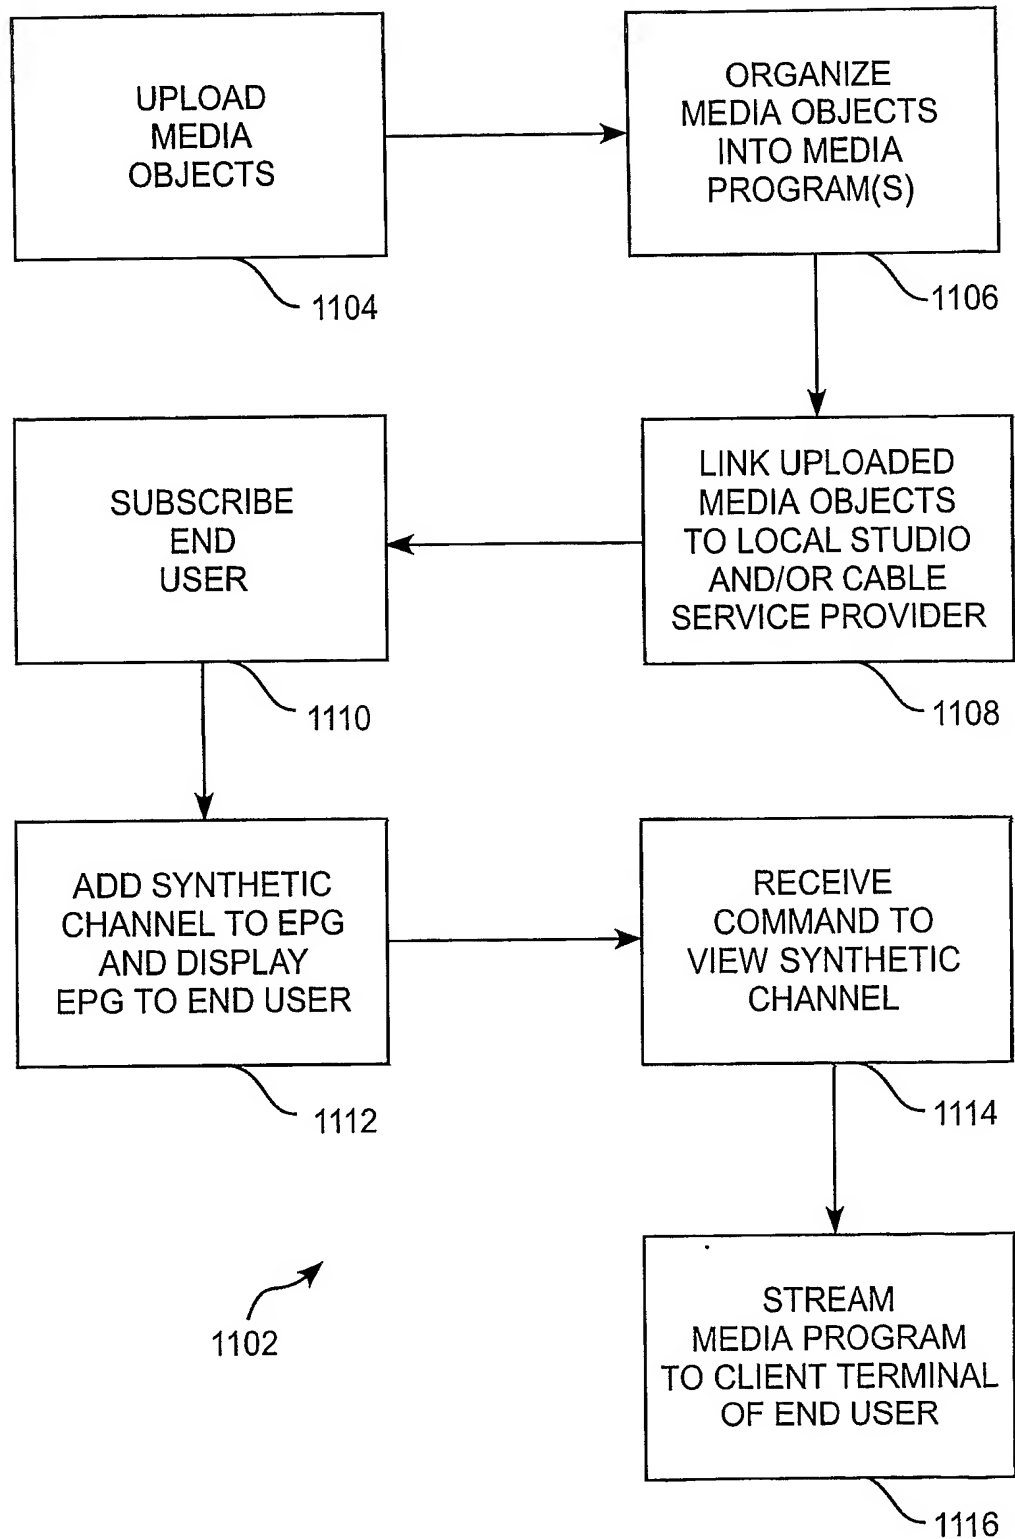 UPLOAD
MEDIA
OBJECTS
1104
ORGANIZE
MEDIA OBJECTS
INTO MEDIA
PROGRAM(S)
1106
LINK UPLOADED
MEDIA OBJECTS
TO LOCAL STUDIO
AND/OR CABLE
SERVICE PROVIDER
1108
SUBSCRIBE
END
USER
1110
ADD SYNTHETIC
CHANNEL TO EPG
AND DISPLAY
EPG TO END USER
1112
RECEIVE
COMMAND TO
VIEW SYNTHETIC
CHANNEL
1114
STREAM
MEDIA PROGRAM
TO CLIENT TERMINAL
OF END USER
1116
1102